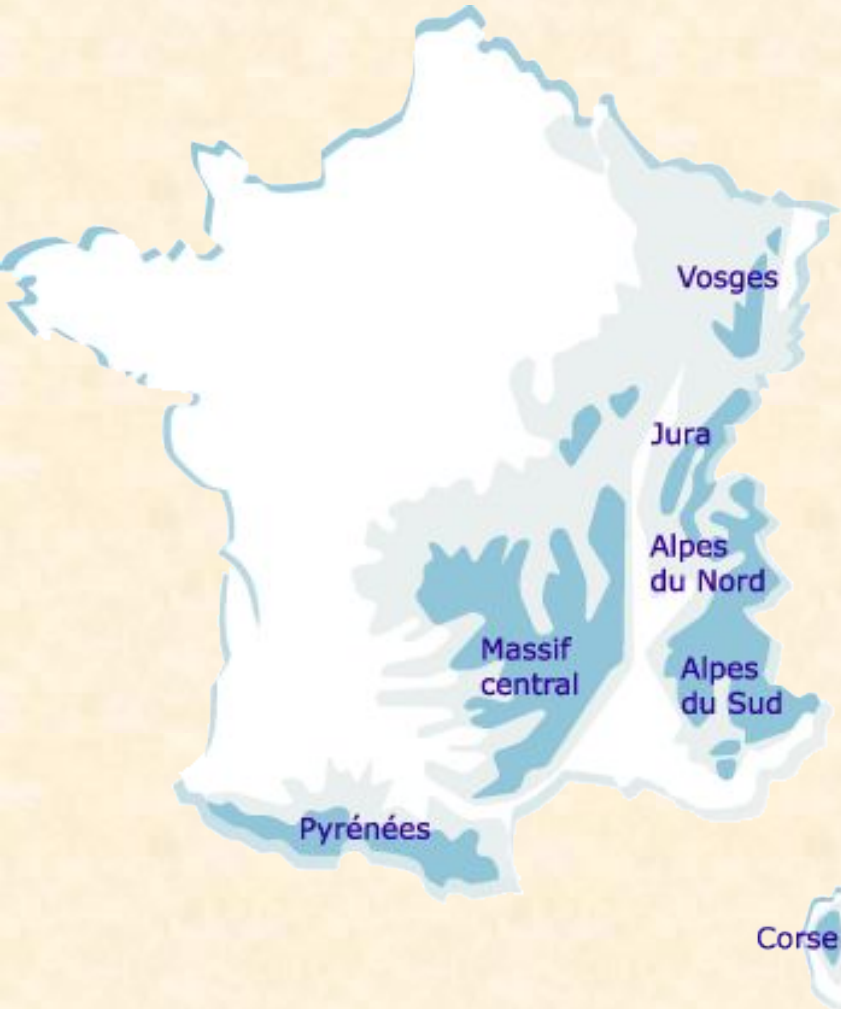 Vosges
Jura
Alpes
du Nord
Massif
central
Alpes
du Sud
Pyrénées
Corse